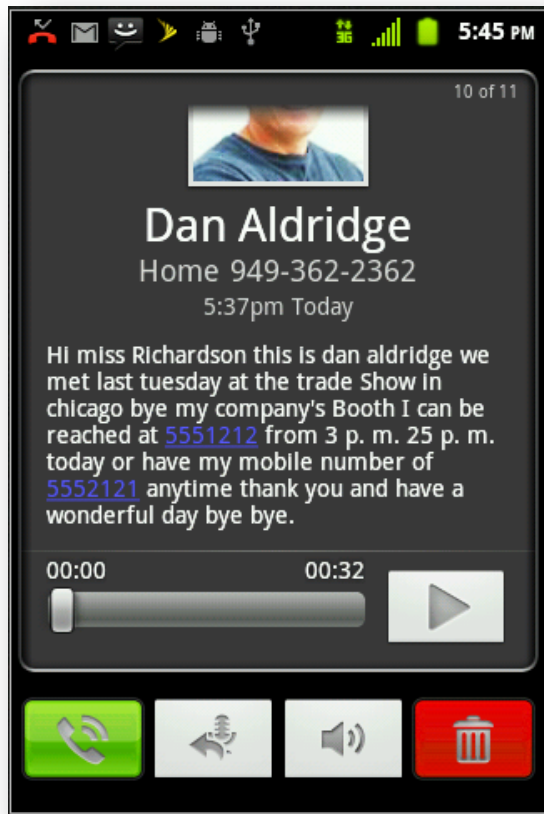 3G 5:45 PM
10 of 11
Dan Aldridge
Home 949-362-2362
5:37pm Today
Hi miss Richardson this is dan aldridge we
met last tuesday at the trade Show in
chicago bye my company's Booth I can be
reached at 5551212 from 3 p. m. 25 p. m.
today or have my mobile number of
5552121 anytime thank you and have a
wonderful day bye bye.
00:00 00:32